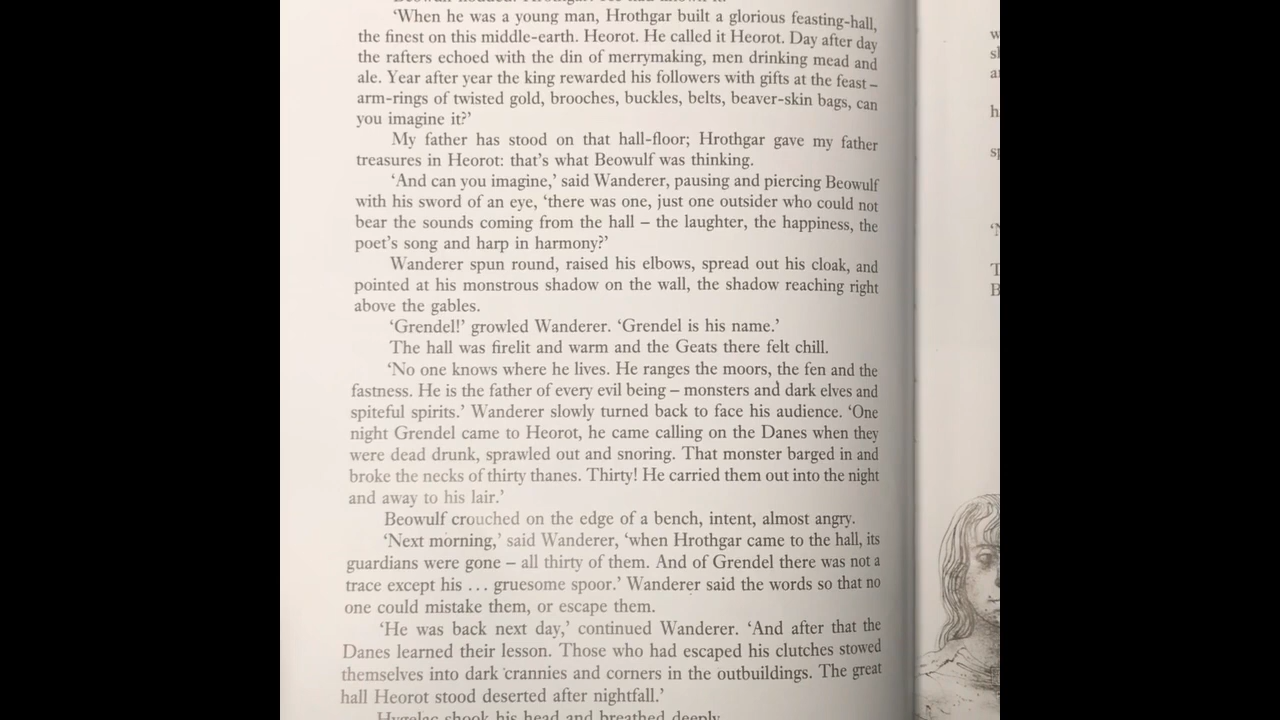 'When he was a young man, Hrothgar built a glorious feasting-hall,
the finest on this middle-earth. Heorot. He called it Heorot. Day after day
the rafters echoed with the din of merrymaking, men drinking mead and
ale. Year after year the king rewarded his followers with gifts at the feast –
arm-rings of twisted gold, brooches, buckles, belts, beaver-skin bags, can
you imagine it?'
My father has stood on that hall-floor; Hrothgar gave my father
treasures in Heorot: that's what Beowulf was thinking.
'And can you imagine,' said Wanderer, pausing and piercing Beowulf
with his sword of an eye, 'there was one, just one outsider who could not
bear the sounds coming from the hall – the laughter, the happiness, the
poet's song and harp in harmony?'
Wanderer spun round, raised his elbows, spread out his cloak, and
pointed at his monstrous shadow on the wall, the shadow reaching right
above the gables.
'Grendel!' growled Wanderer. 'Grendel is his name.'
The hall was firelit and warm and the Geats there felt chill.
'No one knows where he lives. He ranges the moors, the fen and the
fastness. He is the father of every evil being – monsters and dark elves and
spiteful spirits.' Wanderer slowly turned back to face his audience. 'One
night Grendel came to Heorot, he came calling on the Danes when they
were dead drunk, sprawled out and snoring. That monster barged in and
broke the necks of thirty thanes. Thirty! He carried them out into the night
and away to his lair.'
Beowulf crouched on the edge of a bench, intent, almost angry.
'Next morning,' said Wanderer, 'when Hrothgar came to the hall, its
guardians were gone – all thirty of them. And of Grendel there was not a
trace except his ... gruesome spoor.' Wanderer said the words so that no
one could mistake them, or escape them.
'He was back next day,' continued Wanderer. 'And after that the
Danes learned their lesson. Those who had escaped his clutches stowed
themselves into dark crannies and corners in the outbuildings. The great
hall Heorot stood deserted after nightfall.'
Hygelac shook his head and breathed deeply.